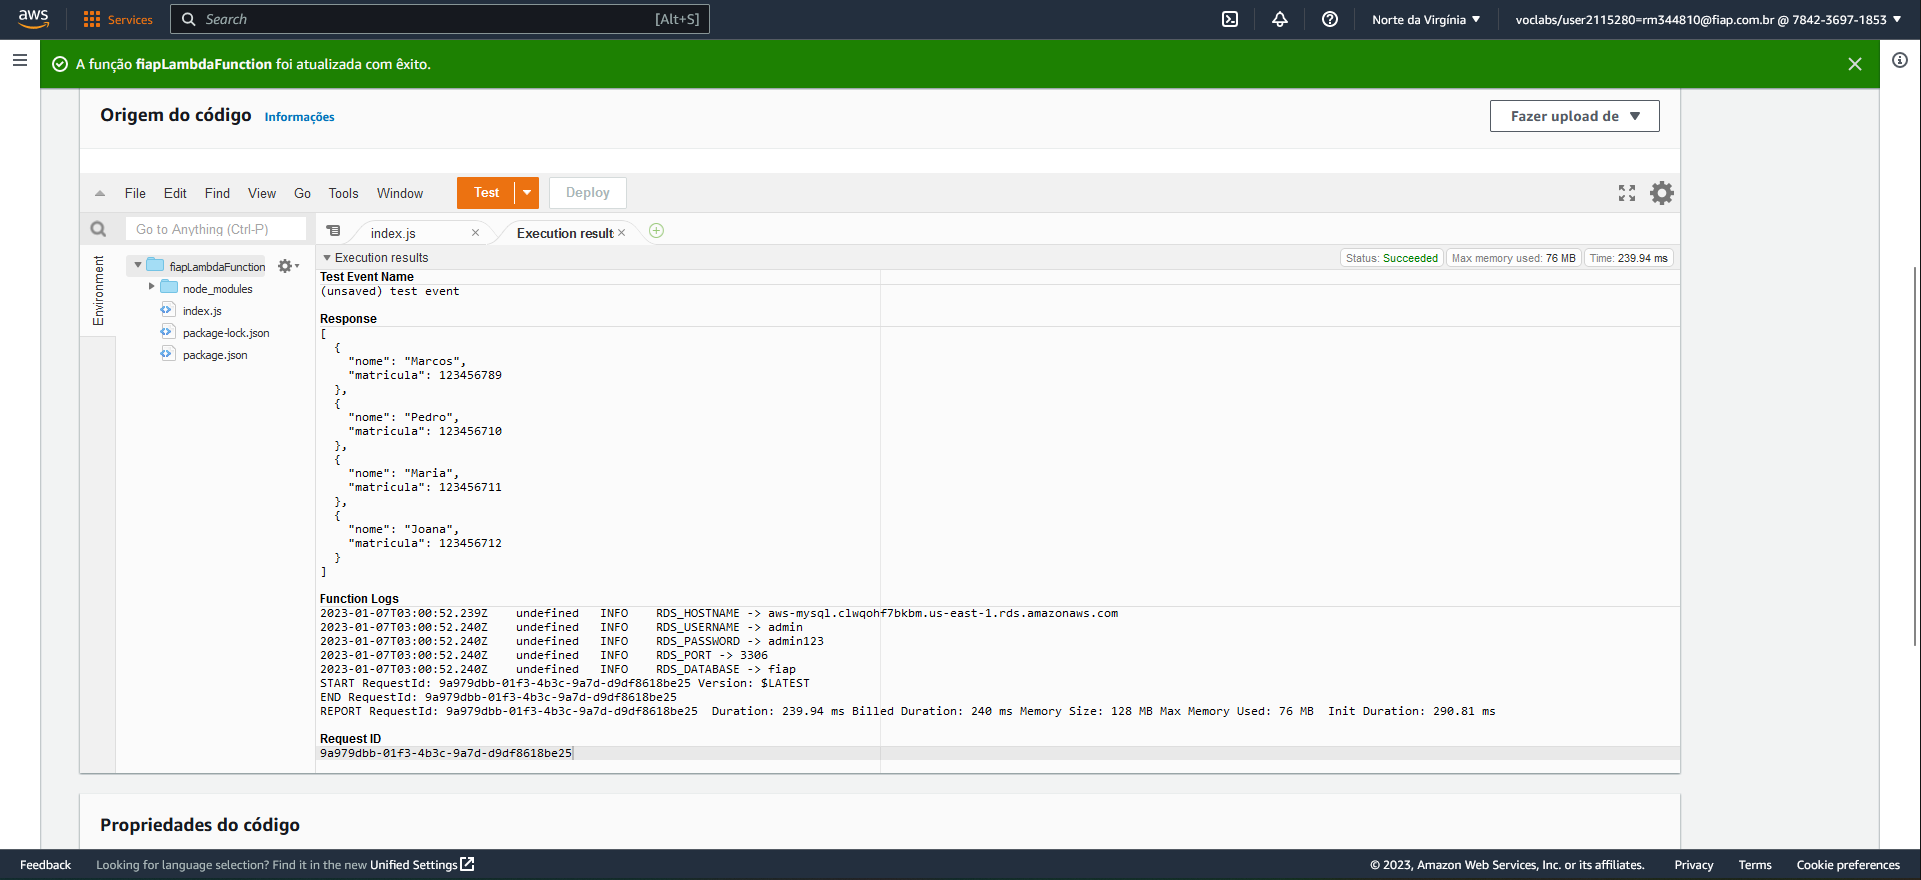 aws
Services
Search
[Alt+S]
Norte da Virgínia
voclabs/user2115280=rm344810@fiap.com.br @ 7842-3697-1853
A função fiapLambdaFunction foi atualizada com êxito.
Origem do código Informações
Fazer upload de
File Edit Find View Go Tools Window
Test
Deploy
Go to Anything (Ctrl-P)
index.js
Execution result
Environment
fiapLambdaFunction
node_modules
index.js
package-lock.json
package.json
Execution results
Status: Succeeded
Max memory used: 76 MB
Time: 239.94 ms
Test Event Name
(unsaved) test event
Response
[
{
"nome": "Marcos",
"matricula": 123456789
},
{
"nome": "Pedro",
"matricula": 123456710
},
{
"nome": "Maria",
"matricula": 123456711
},
{
"nome": "Joana",
"matricula": 123456712
}
]
Function Logs
2023-01-07T03:00:52.239Z undefined INFO RDS_HOSTNAME -> aws-mysql.clwqohf7bkbm.us-east-1.rds.amazonaws.com
2023-01-07T03:00:52.240Z undefined INFO RDS_USERNAME -> admin
2023-01-07T03:00:52.240Z undefined INFO RDS_PASSWORD -> admin123
2023-01-07T03:00:52.240Z undefined INFO RDS_PORT -> 3306
2023-01-07T03:00:52.240Z undefined INFO RDS_DATABASE -> fiap
START RequestId: 9a979dbb-01f3-4b3c-9a7d-d9df8618be25 Version: $LATEST
END RequestId: 9a979dbb-01f3-4b3c-9a7d-d9df8618be25
REPORT RequestId: 9a979dbb-01f3-4b3c-9a7d-d9df8618be25 Duration: 239.94 ms Billed Duration: 240 ms Memory Size: 128 MB Max Memory Used: 76 MB Init Duration: 290.81 ms
Request ID
9a979dbb-01f3-4b3c-9a7d-d9df8618be25
Propriedades do código
Feedback
Looking for language selection? Find it in the new Unified Settings
© 2023, Amazon Web Services, Inc. or its affiliates.
Privacy
Terms
Cookie preferences